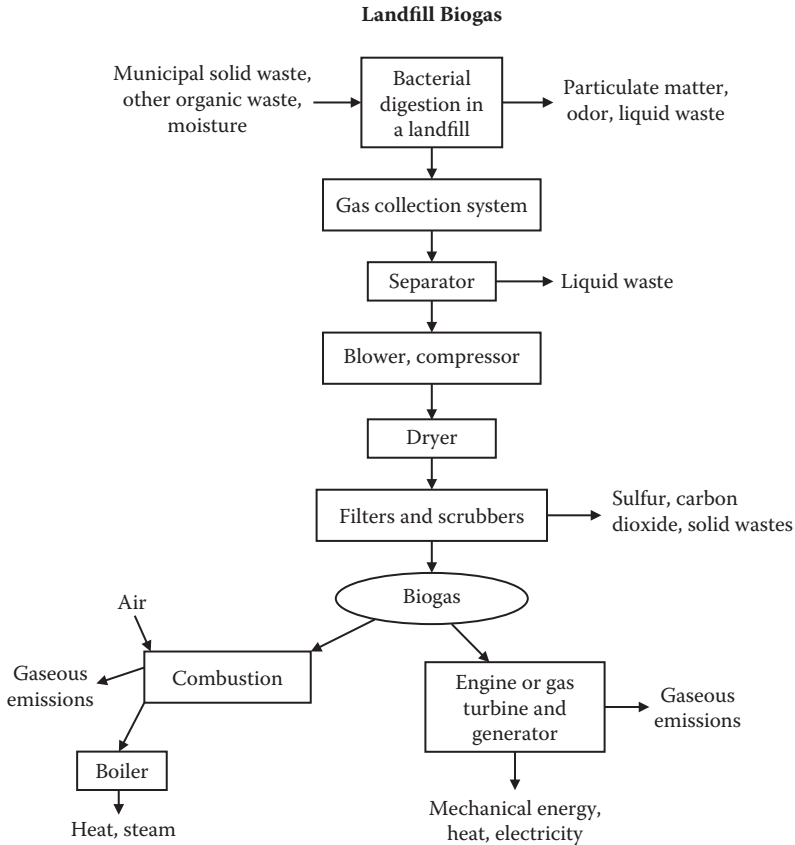 Landfill Biogas
Municipal solid waste,
other organic waste,
moisture
Bacterial
digestion in
a landfill
Particulate matter,
odor, liquid waste
Gas collection system
Separator
Liquid waste
Blower, compressor
Dryer
Filters and scrubbers
Sulfur, carbon
dioxide, solid wastes
Biogas
Air
Combustion
Gaseous
emissions
Boiler
Heat, steam
Engine or gas
turbine and
generator
Gaseous
emissions
Mechanical energy,
heat, electricity